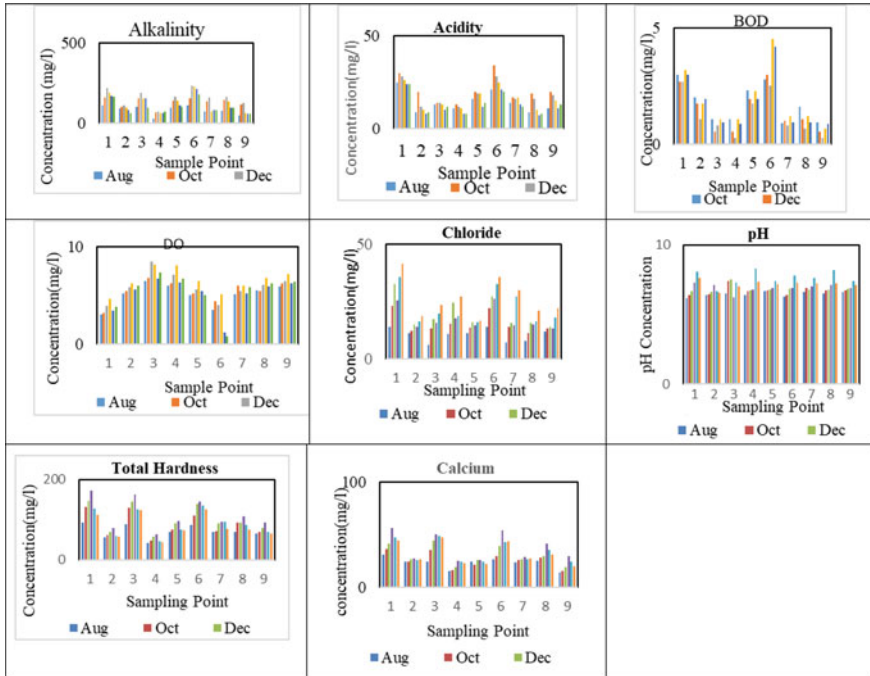 Alkalinity
Concentration (mg/l)
500
0
1 2 3 4 5 6 7 8 9
Sample Point
Aug Oct Dec
Acidity
Concentration(mg/l)
50
0
1 2 3 4 5 6 7 8 9
Sample Point
Aug Oct Dec
BOD
Concentration(mg/l)
5
0
1 2 3 4 5 6 7 8 9
Sample Point
Oct Dec
DO
Concentration(mg/l)
10
0
1 2 3 4 5 6 7 8 9
Sample Point
Aug Oct Dec
Chloride
Concentration(mg/l)
50
0
1 2 3 4 5 6 7 8 9
Sampling Point
Aug Oct Dec
pH
pH Concentration
10
0
1 2 3 4 5 6 7 8 9
Sampling Point
Aug Oct Dec
Total Hardness
Concentration(mg/l)
200
0
1 2 3 4 5 6 7 8 9
Sampling Point
Aug Oct Dec
Calcium
concentration(mg/l)
100
0
1 2 3 4 5 6 7 8 9
Sampling Point
Aug Oct Dec